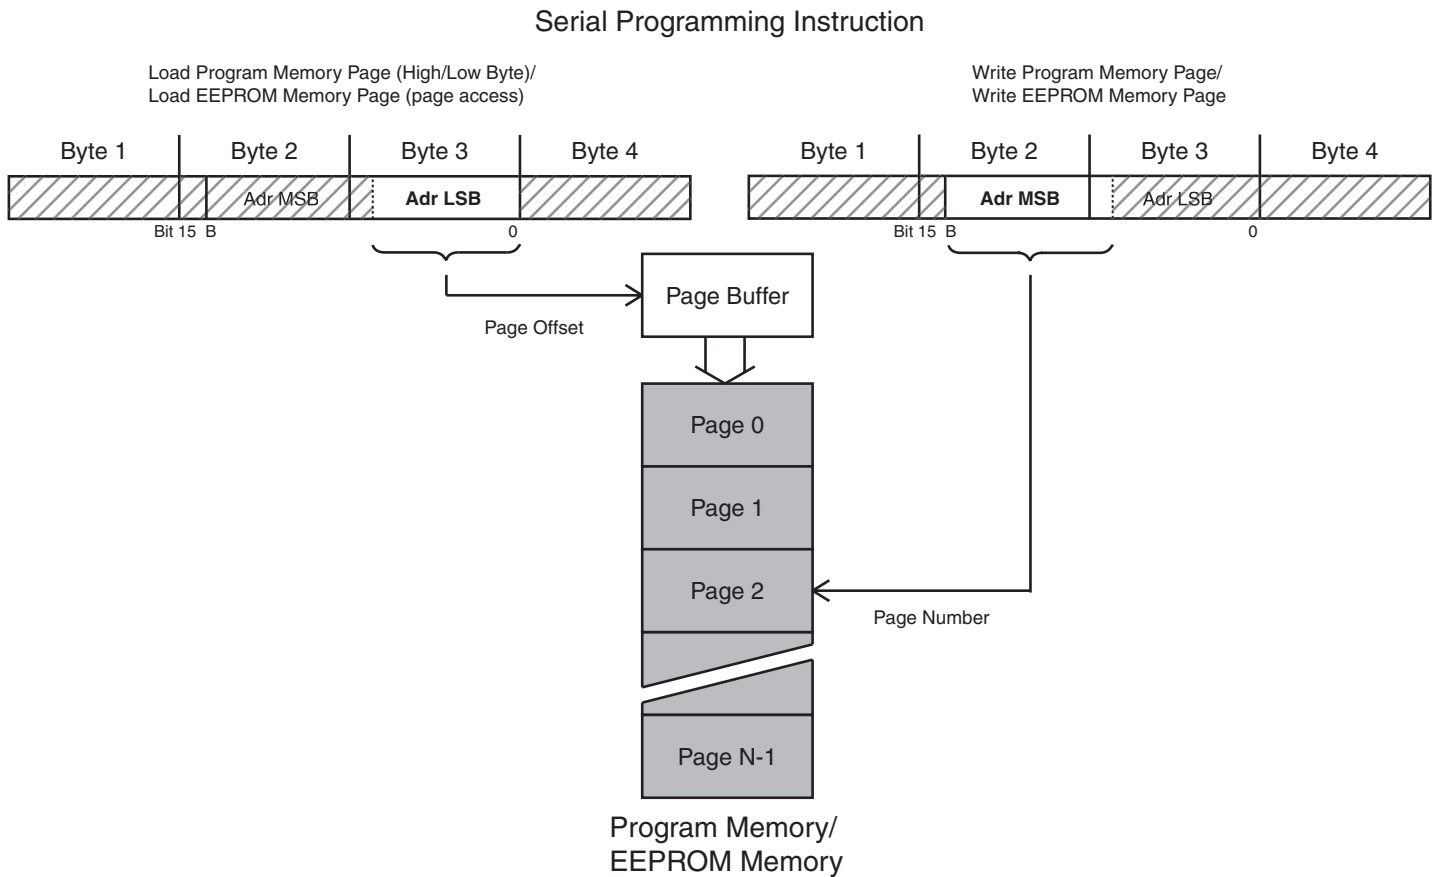 Serial Programming Instruction
Load Program Memory Page (High/Low Byte)/
Load EEPROM Memory Page (page access)
Write Program Memory Page/
Write EEPROM Memory Page
Byte 1 Byte 2 Byte 3 Byte 4
Byte 1 Byte 2 Byte 3 Byte 4
Adr MSB Adr LSB
Adr MSB Adr LSB
Bit 15 B 0
Bit 15 B 0
Page Buffer
Page Offset
Page 0
Page 1
Page 2
Page Number
Page N-1
Program Memory/
EEPROM Memory